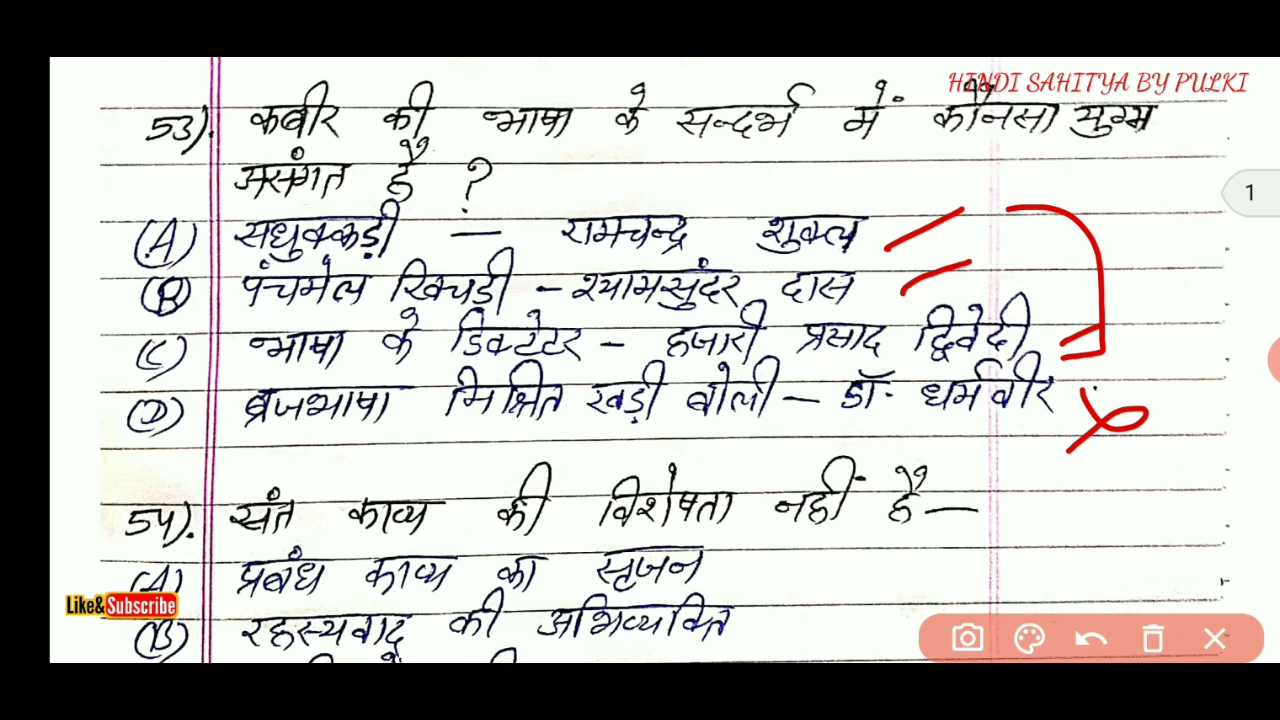 HINDI SAHITYA BY PULKI
53). कबीर की भाषा के सन्दर्भ में कौनसा युग्म
असंगत है ?
(A) सधुक्कड़ी — रामचन्द्र शुक्ल
(B) पंचमेल खिचड़ी - श्यामसुंदर दास
(C) भाषा के डिक्टेटर - हजारी प्रसाद द्विवेदी
(D) ब्रजभाषा मिश्रित खड़ी बोली - डॉ. धर्मवीर
54). संत काव्य की विशेषता नहीं है —
(A) प्रबंध काव्य का सृजन
(B) रहस्यवाद की अभिव्यक्ति
Like& Subscribe
1